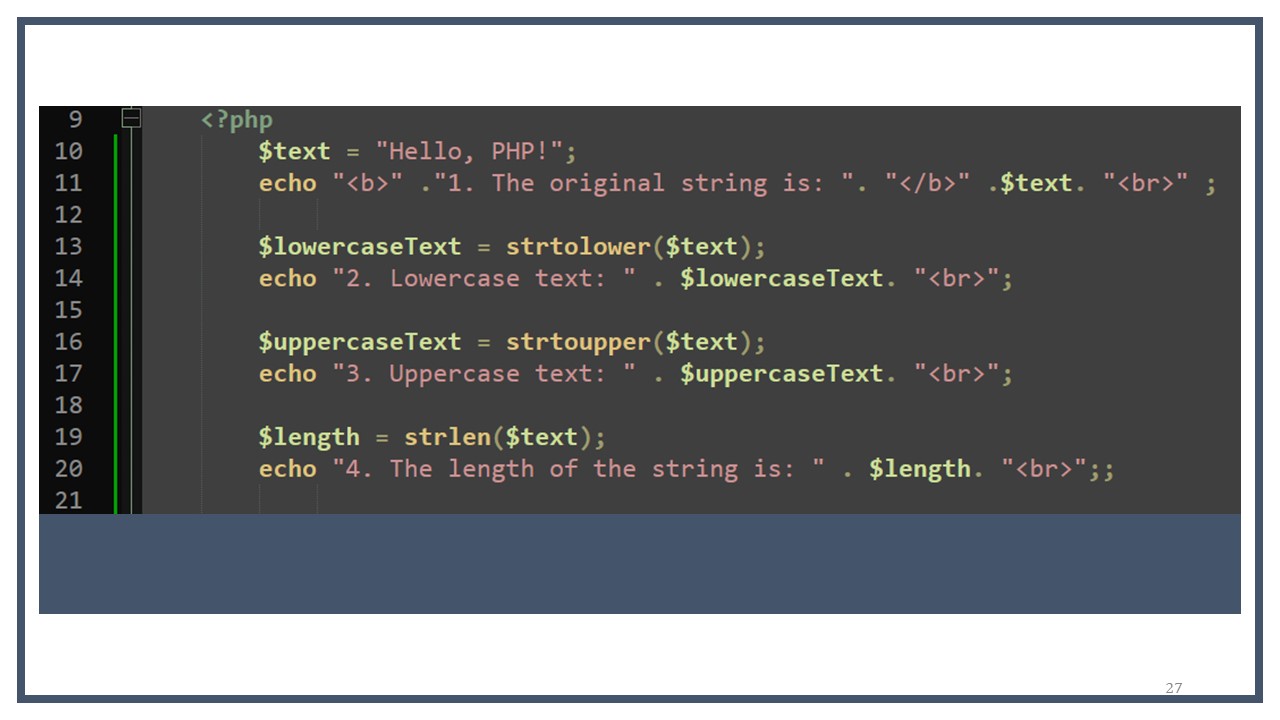 9 <?php
10 $text = "Hello, PHP!";
11 echo "<b>" ."1. The original string is: ". "</b>" .$text. "<br>" ;
12
13 $lowercaseText = strtolower($text);
14 echo "2. Lowercase text: " . $lowercaseText. "<br>";
15
16 $uppercaseText = strtoupper($text);
17 echo "3. Uppercase text: " . $uppercaseText. "<br>";
18
19 $length = strlen($text);
20 echo "4. The length of the string is: " . $length. "<br>";;
21
27